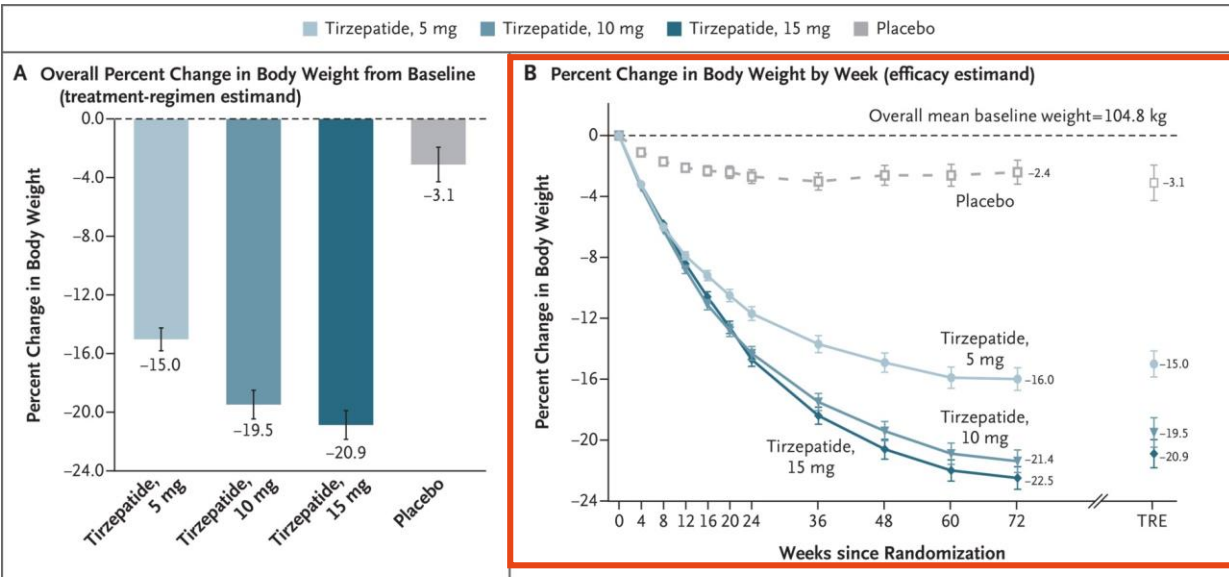 Tirzepatide, 5 mg Tirzepatide, 10 mg Tirzepatide, 15 mg Placebo
A Overall Percent Change in Body Weight from Baseline
(treatment-regimen estimand)
Percent Change in Body Weight
0.0
−4.0
−8.0
−12.0
−16.0
−20.0
−24.0
−15.0
−19.5
−20.9
−3.1
Tirzepatide,
5 mg
Tirzepatide,
10 mg
Tirzepatide,
15 mg
Placebo
B Percent Change in Body Weight by Week (efficacy estimand)
Overall mean baseline weight=104.8 kg
Percent Change in Body Weight
0
−4
−8
−12
−16
−20
−24
−2.4
−3.1
Placebo
Tirzepatide,
5 mg
−16.0
−15.0
Tirzepatide,
10 mg
−21.4
−19.5
Tirzepatide,
15 mg
−22.5
−20.9
0 4 8 12 16 20 24 36 48 60 72 TRE
Weeks since Randomization